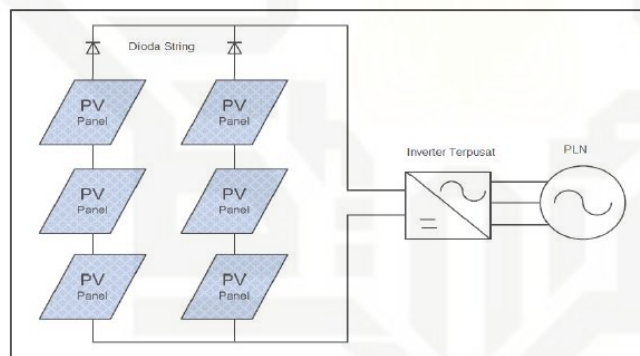 Dioda String
PV
Panel
PV
Panel
PV
Panel
PV
Panel
PV
Panel
PV
Panel
Inverter Terpusat
PLN